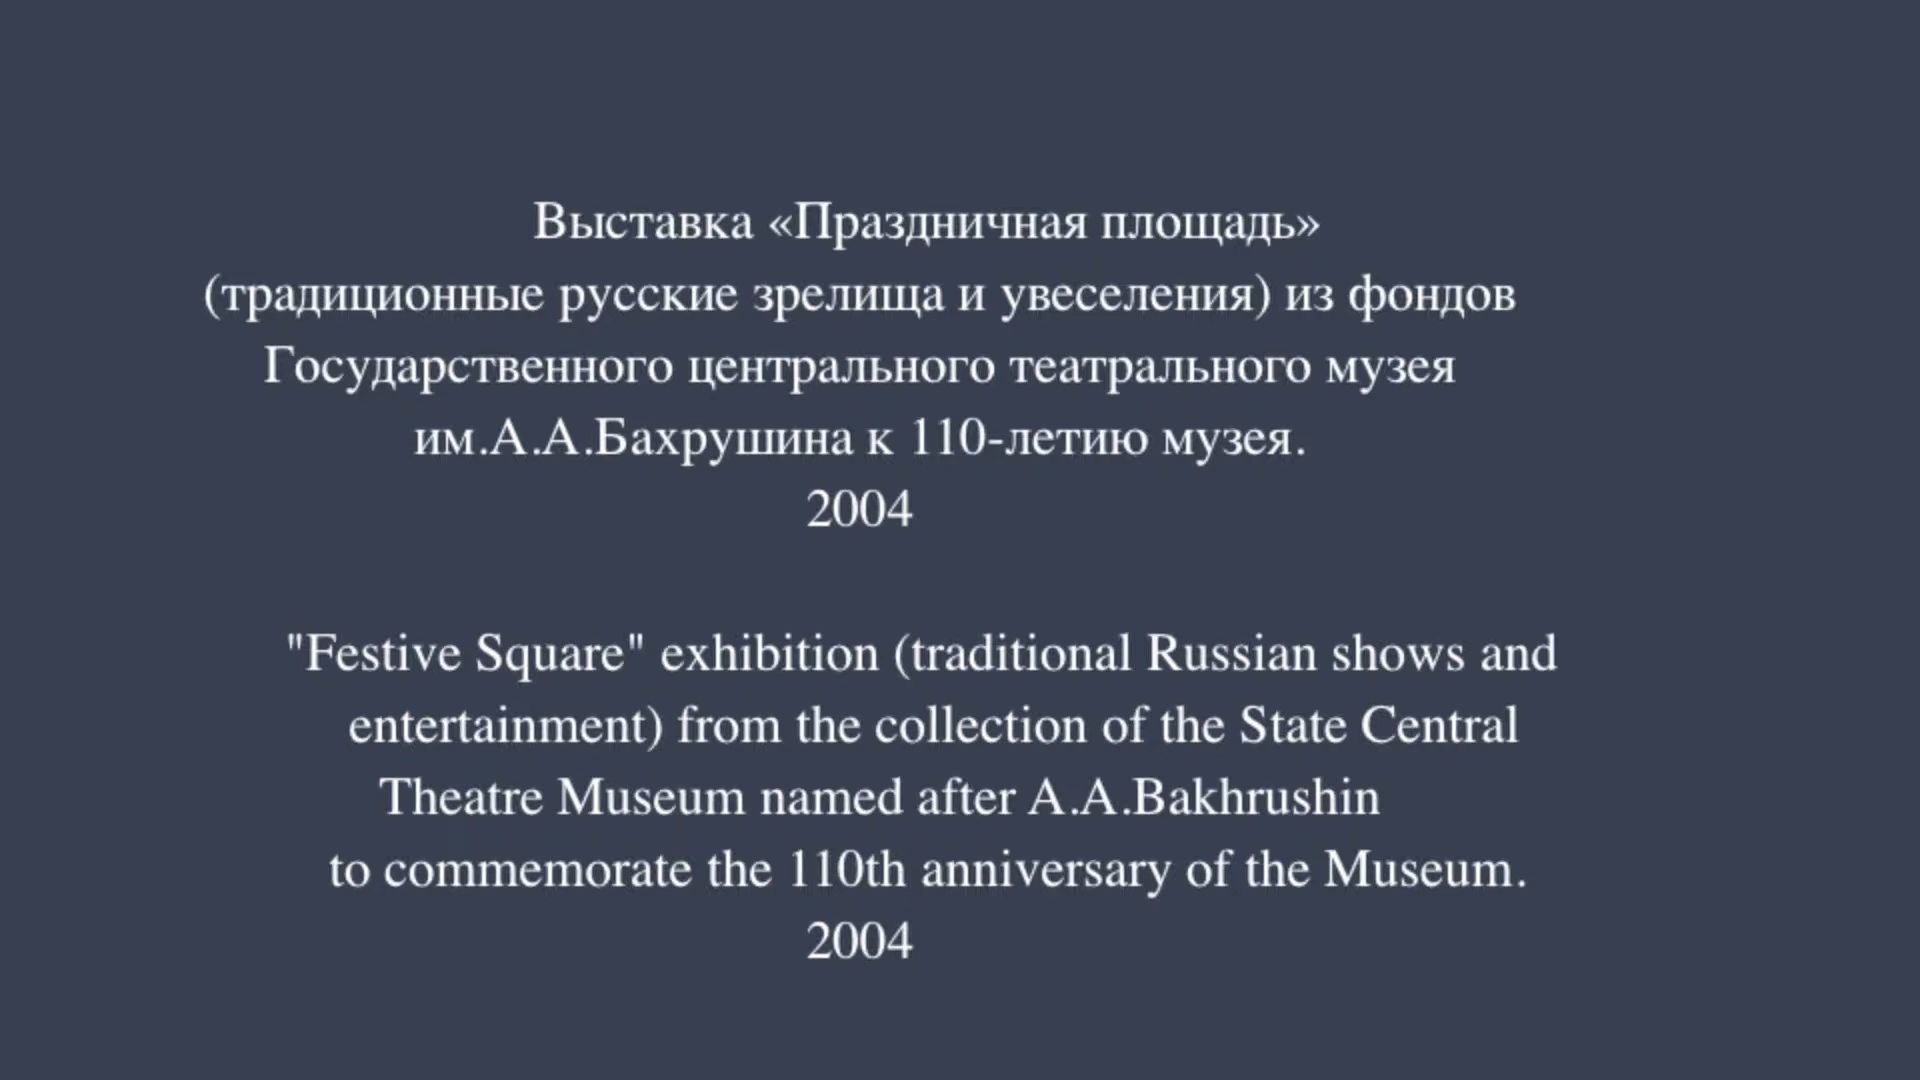 Выставка «Праздничная площадь»
(традиционные русские зрелища и увеселения) из фондов
Государственного центрального театрального музея
им.А.А.Бахрушина к 110-летию музея.
2004
"Festive Square" exhibition (traditional Russian shows and
entertainment) from the collection of the State Central
Theatre Museum named after A.A.Bakhrushin
to commemorate the 110th anniversary of the Museum.
2004